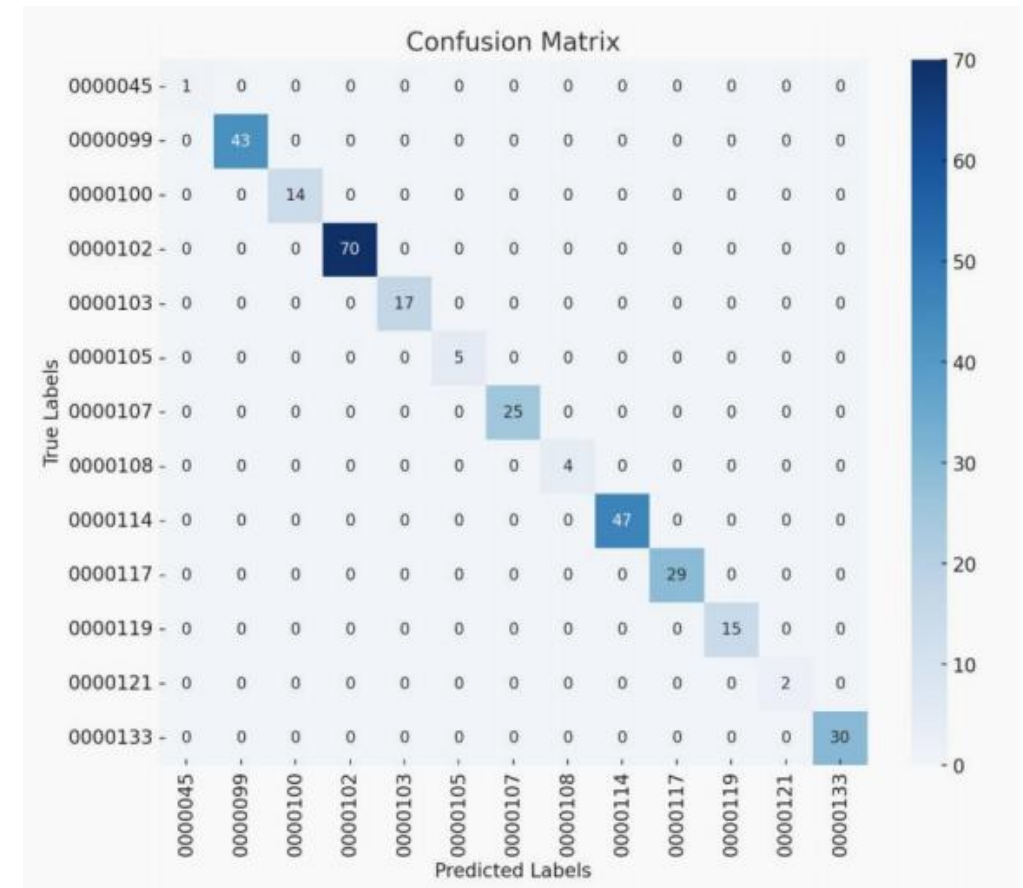 Confusion Matrix
0000045 1 0 0 0 0 0 0 0 0 0 0 0 0
0000099 0 43 0 0 0 0 0 0 0 0 0 0 0
0000100 0 0 14 0 0 0 0 0 0 0 0 0 0
0000102 0 0 0 70 0 0 0 0 0 0 0 0 0
0000103 0 0 0 0 17 0 0 0 0 0 0 0 0
0000105 0 0 0 0 0 5 0 0 0 0 0 0 0
0000107 0 0 0 0 0 0 25 0 0 0 0 0 0
0000108 0 0 0 0 0 0 0 4 0 0 0 0 0
0000114 0 0 0 0 0 0 0 0 47 0 0 0 0
0000117 0 0 0 0 0 0 0 0 0 29 0 0 0
0000119 0 0 0 0 0 0 0 0 0 0 15 0 0
0000121 0 0 0 0 0 0 0 0 0 0 0 2 0
0000133 0 0 0 0 0 0 0 0 0 0 0 0 30
True Labels
0000045 0000099 0000100 0000102 0000103 0000105 0000107 0000108 0000114 0000117 0000119 0000121 0000133
Predicted Labels
70
60
50
40
30
20
10
0